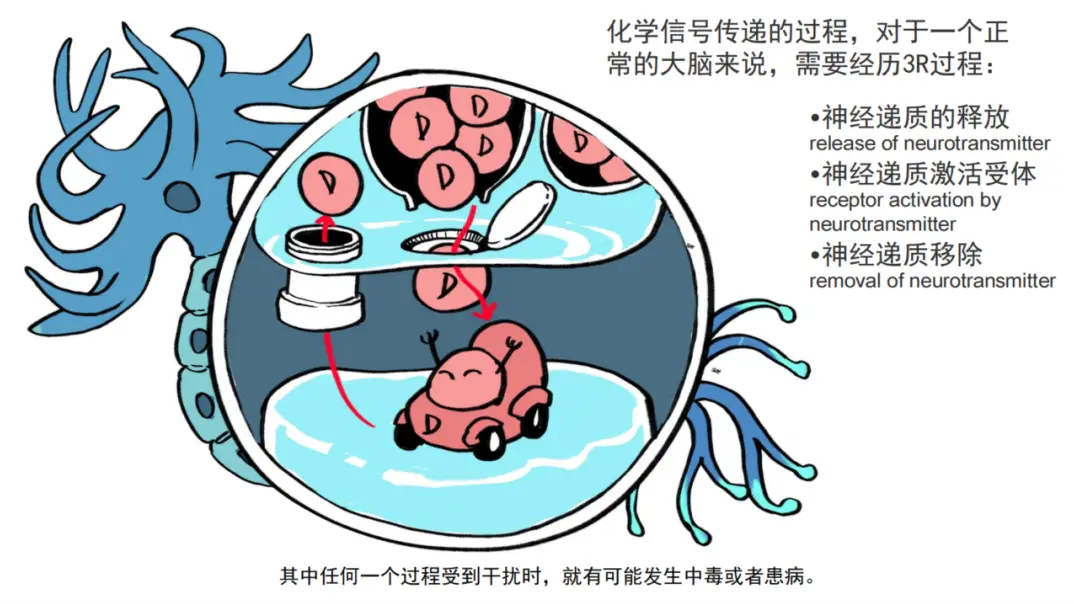 化学信号传递的过程，对于一个正
常的大脑来说，需要经历3R过程：
•神经递质的释放
release of neurotransmitter
•神经递质激活受体
receptor activation by
neurotransmitter
•神经递质移除
removal of neurotransmitter
D
D
D
D
D
D
D
D
其中任何一个过程受到干扰时，就有可能发生中毒或者患病。